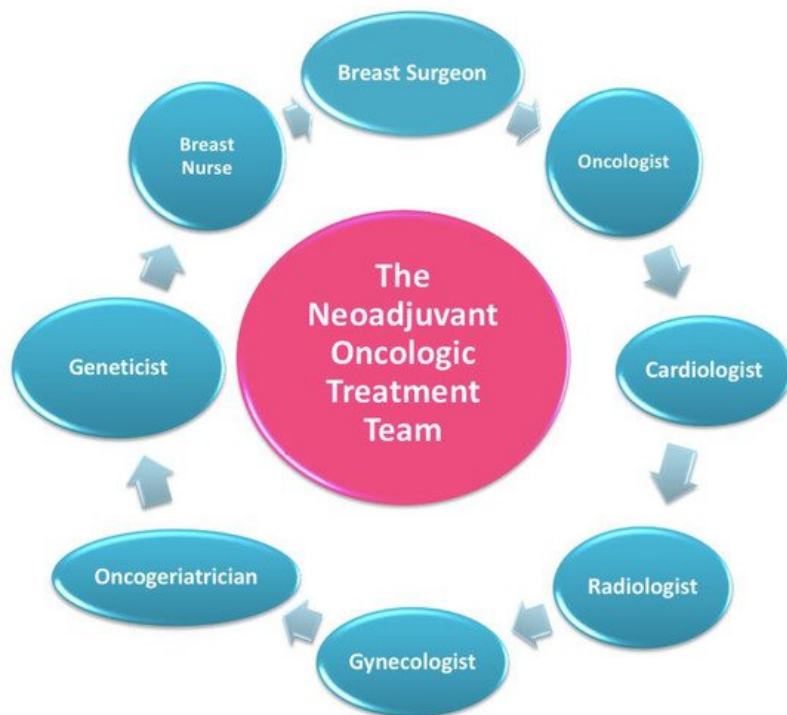 Breast Surgeon
Oncologist
Cardiologist
Radiologist
Gynecologist
Oncogeriatrician
Geneticist
Breast
Nurse
The
Neoadjuvant
Oncologic
Treatment
Team